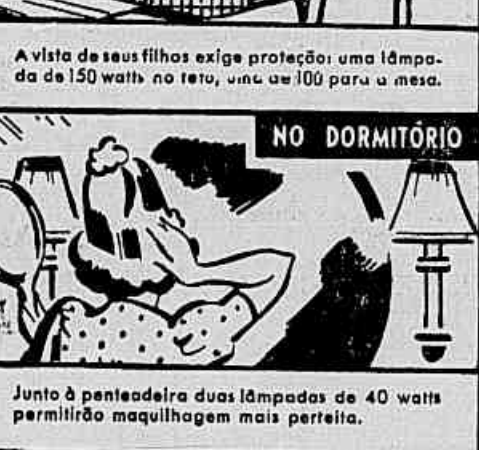 A vista de seus filhos exige proteção: uma lâmpa-
da de 150 watts no teto, uma de 100 para a mesa.
NO DORMITÓRIO
Junto à penteadeira duas lâmpadas de 40 watts
permitirão maquilhagem mais perfeita.